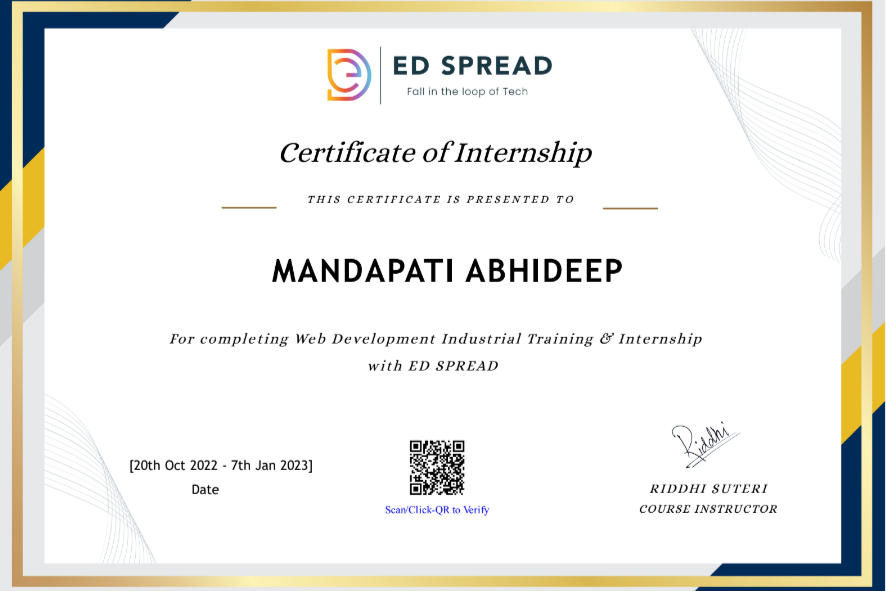 ED SPREAD
Fall in the loop of Tech
Certificate of Internship
THIS CERTIFICATE IS PRESENTED TO
MANDAPATI ABHIDEEP
For completing Web Development Industrial Training & Internship
with ED SPREAD
[20th Oct 2022 - 7th Jan 2023]
Date
Scan/Click-QR to Verify
Riddhi
RIDDHI SUTERI
COURSE INSTRUCTOR